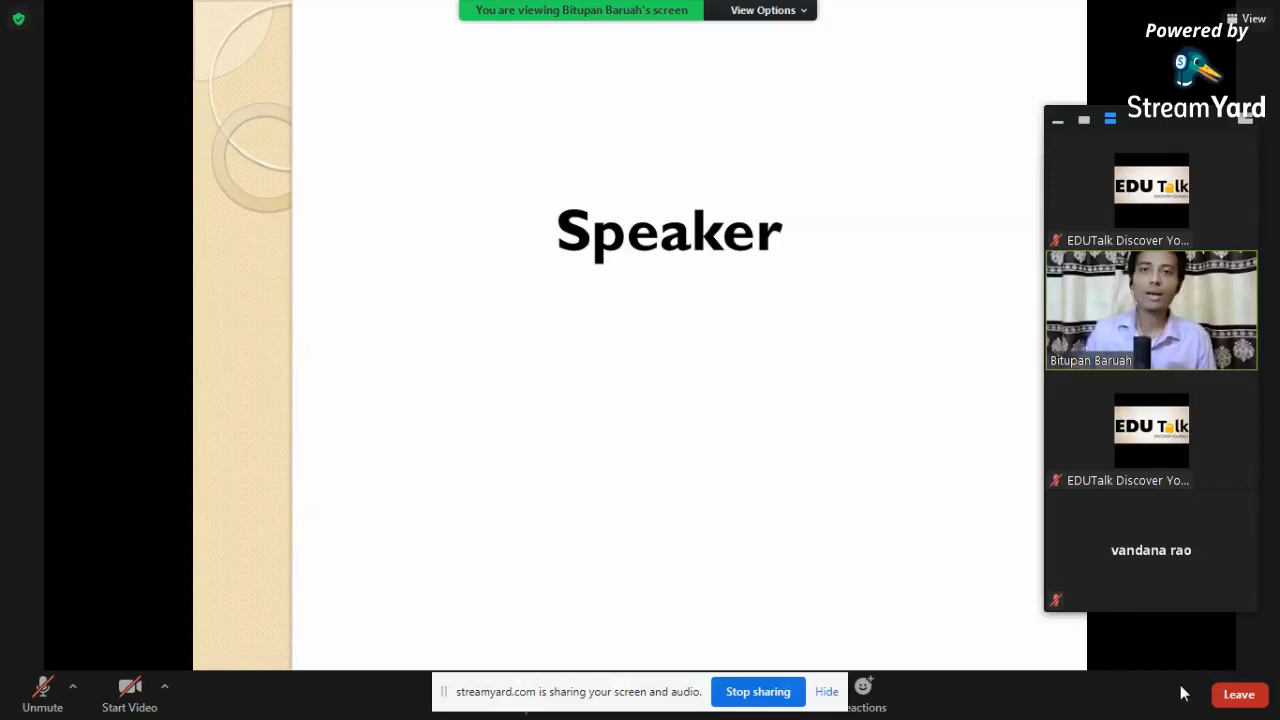 You are viewing Bitupan Baruah's screen
View Options
View
Powered by
StreamYard
Speaker
EDU Talk
EDUTalk Discover Yo...
Bitupan Baruah
EDU Talk
EDUTalk Discover Yo...
vandana rao
Unmute
Start Video
streamyard.com is sharing your screen and audio.
Stop sharing
Hide
eactions
Leave